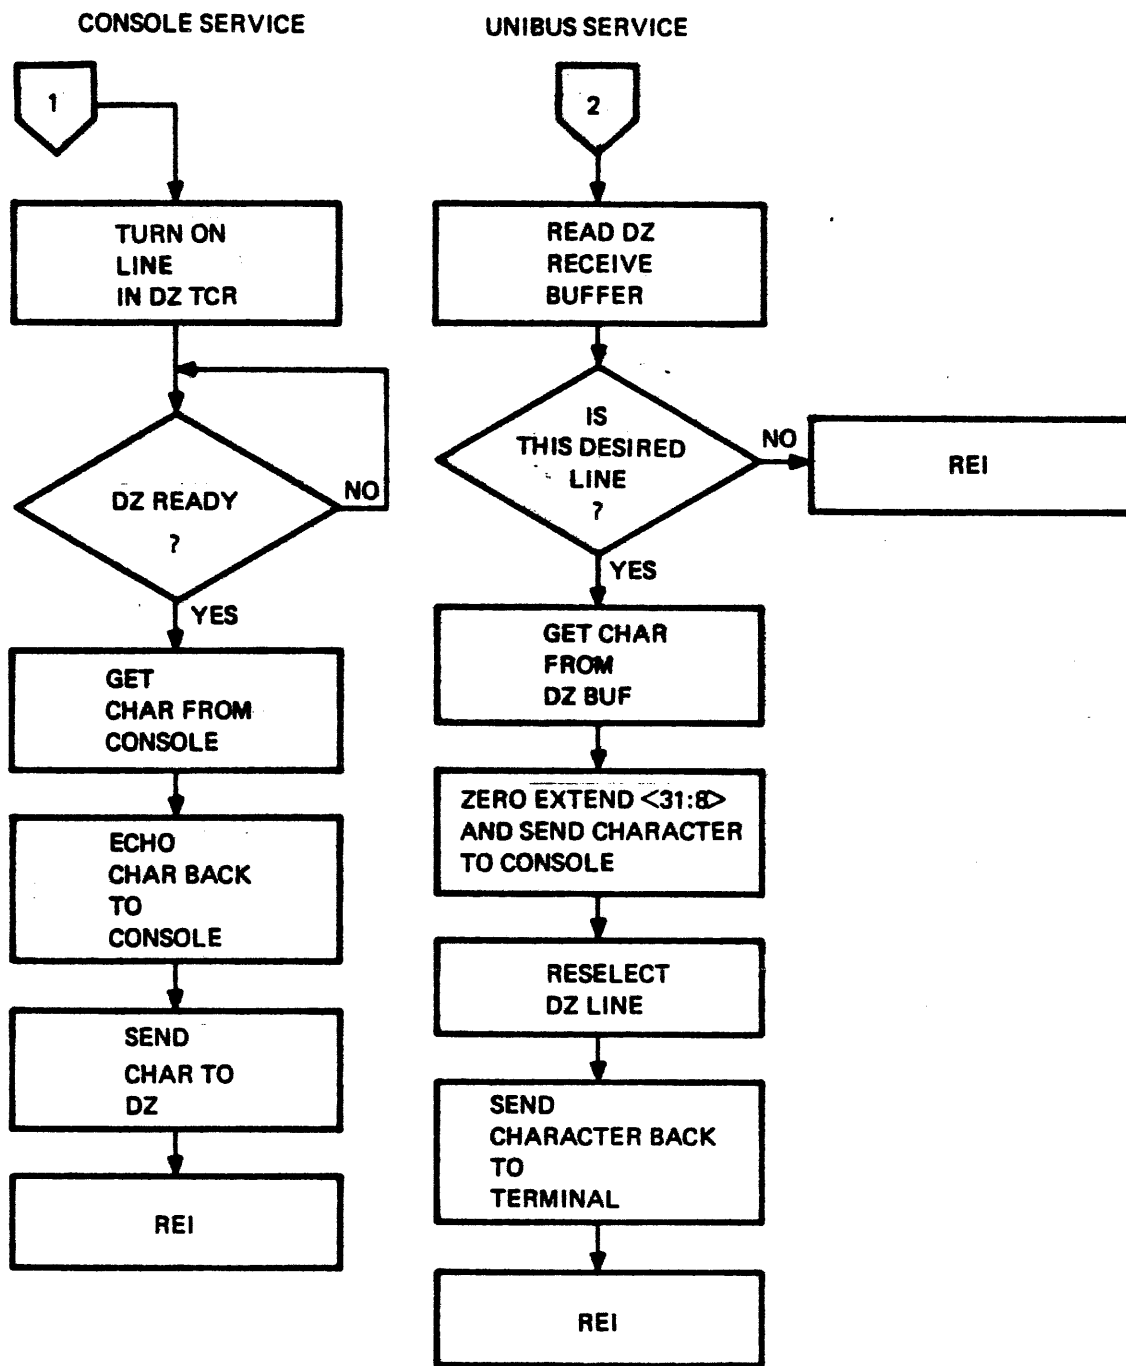 CONSOLE SERVICE
1
TURN ON
LINE
IN DZ TCR
DZ READY
?
NO
YES
GET
CHAR FROM
CONSOLE
ECHO
CHAR BACK
TO
CONSOLE
SEND
CHAR TO
DZ
REI
UNIBUS SERVICE
2
READ DZ
RECEIVE
BUFFER
IS
THIS DESIRED
LINE
?
NO
REI
YES
GET CHAR
FROM
DZ BUF
ZERO EXTEND <31:8>
AND SEND CHARACTER
TO CONSOLE
RESELECT
DZ LINE
SEND
CHARACTER BACK
TO
TERMINAL
REI